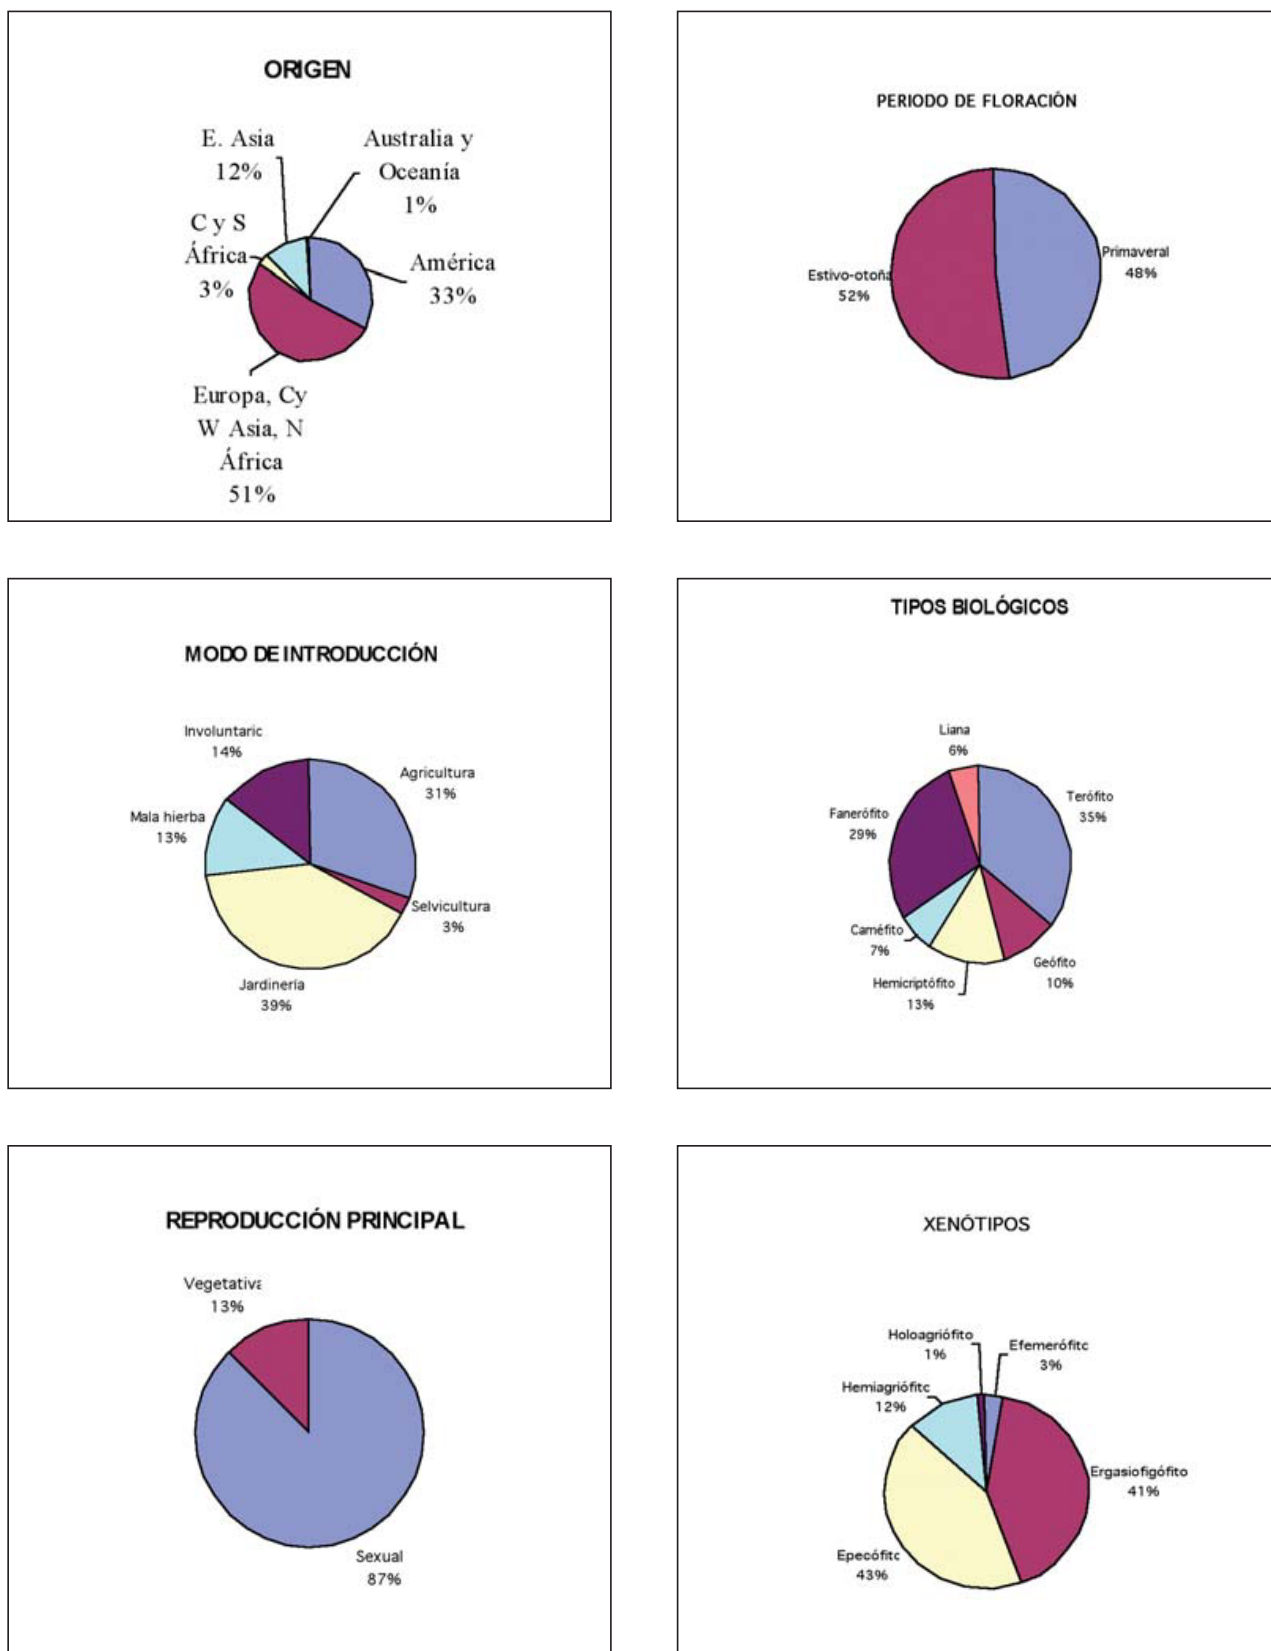 ORIGEN
E. Asia
12%
Australia y
Oceanía
1%
C y S
África
3%
América
33%
Europa, Cy
W Asia, N
África
51%
PERIODO DE FLORACIÓN
Primaveral
48%
Estivo-otoña
52%
MODO DE INTRODUCCIÓN
Involuntaric
14%
Agricultura
31%
Mala hierba
13%
Selvicultura
3%
Jardinería
39%
TIPOS BIOLÓGICOS
Liana
6%
Terófito
35%
Fanerófito
29%
Caméfito
7%
Geófito
10%
Hemicriptófito
13%
REPRODUCCIÓN PRINCIPAL
Vegetativa
13%
Sexual
87%
XENÓTIPOS
Holoagriófito
1%
Efemerófitc
3%
Hemiagriófitc
12%
Ergasiofigófito
41%
Epecófitc
43%